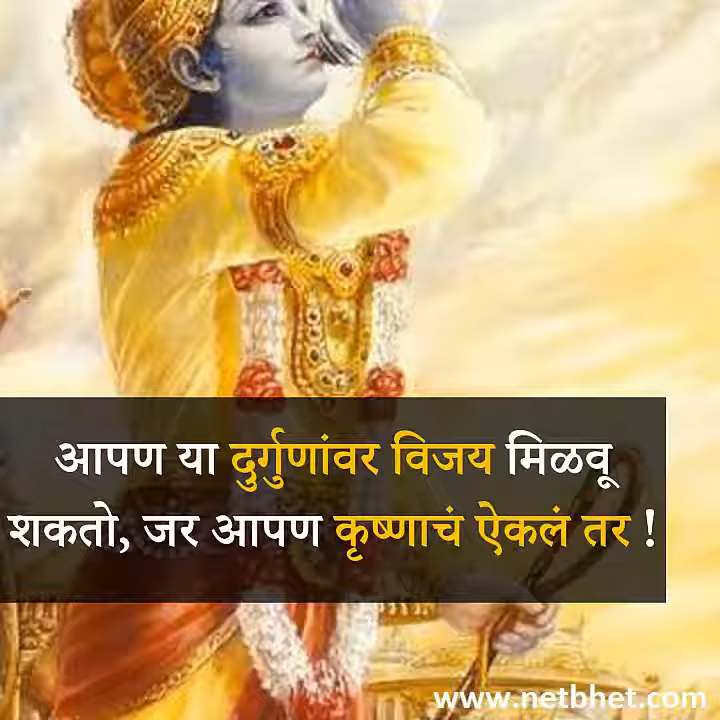 आपण या दुर्गुणांवर विजय मिळवू
शकतो, जर आपण कृष्णाचं ऐकलं तर !
www.netbhet.com